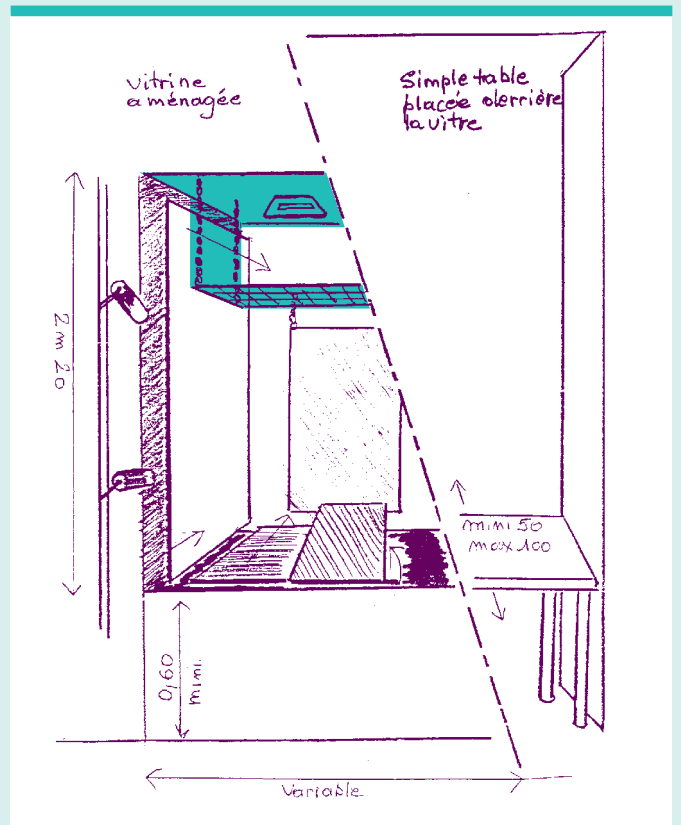 vitrine
aménagée
Simple table
placée derrière
la vitre
2 m 20
mini 50
max 100
0,60
mini.
Variable